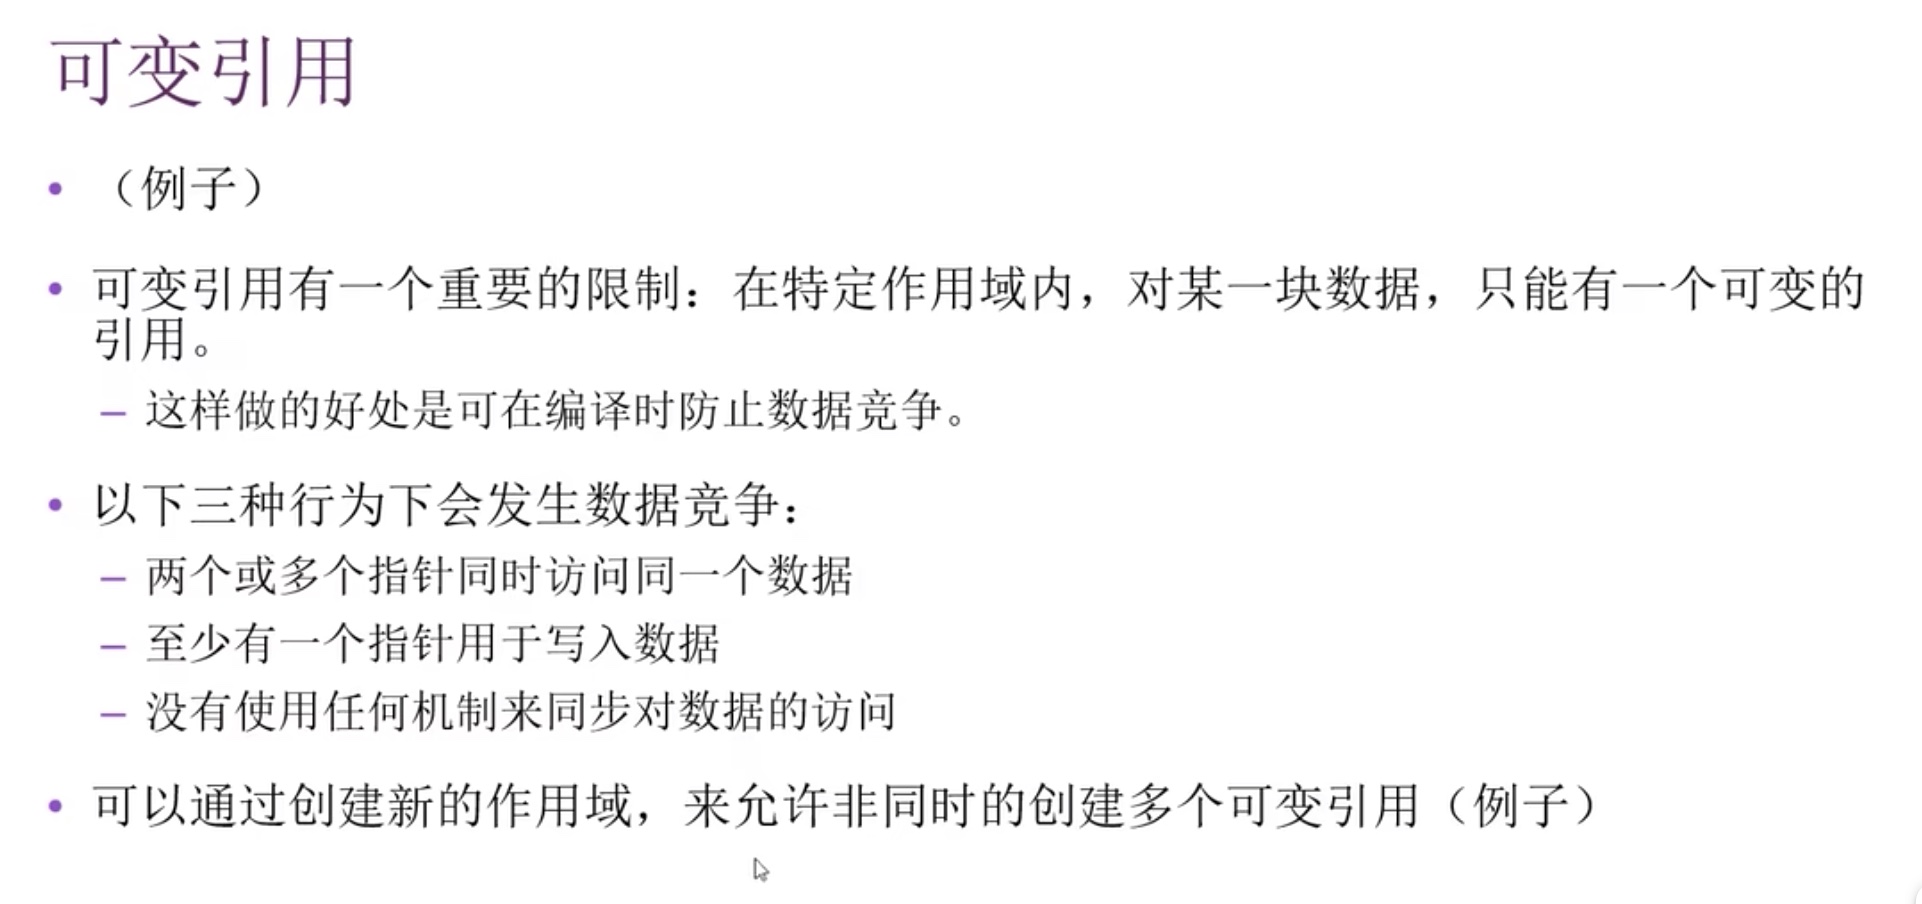 可变引用
• （例子）
• 可变引用有一个重要的限制：在特定作用域内，对某一块数据，只能有一个可变的
引用。
– 这样做的好处是可在编译时防止数据竞争。
• 以下三种行为下会发生数据竞争：
– 两个或多个指针同时访问同一个数据
– 至少有一个指针用于写入数据
– 没有使用任何机制来同步对数据的访问
• 可以通过创建新的作用域，来允许非同时的创建多个可变引用（例子）